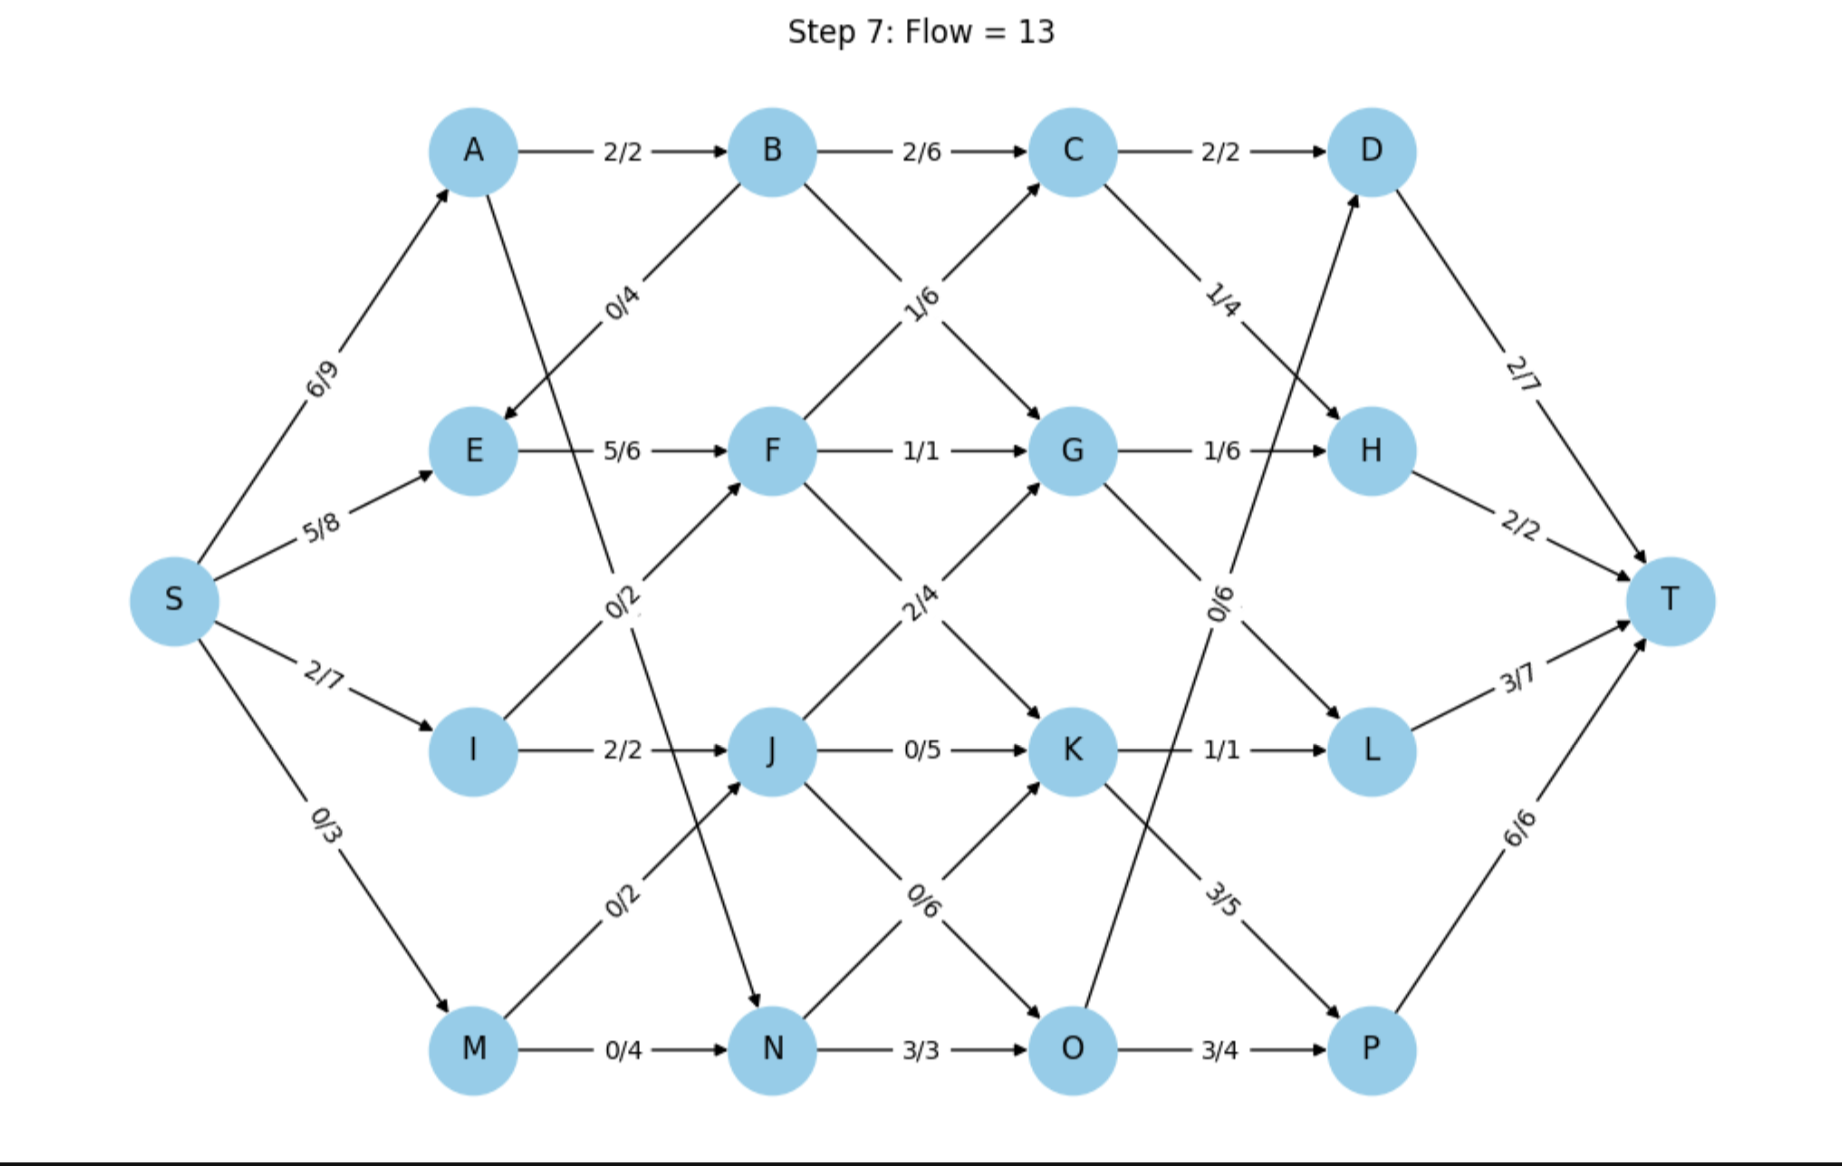 Step 7: Flow = 13
A 2/2 B 2/6 C 2/2 D
0/4 1/6 1/4
6/9 2/7
E 5/6 F 1/1 G 1/6 H
5/8 2/2
S 0/2 2/4 0/6 T
2/7 3/7
I 2/2 J 0/5 K 1/1 L
0/3 6/6
0/2 0/6 3/5
M 0/4 N 3/3 O 3/4 P